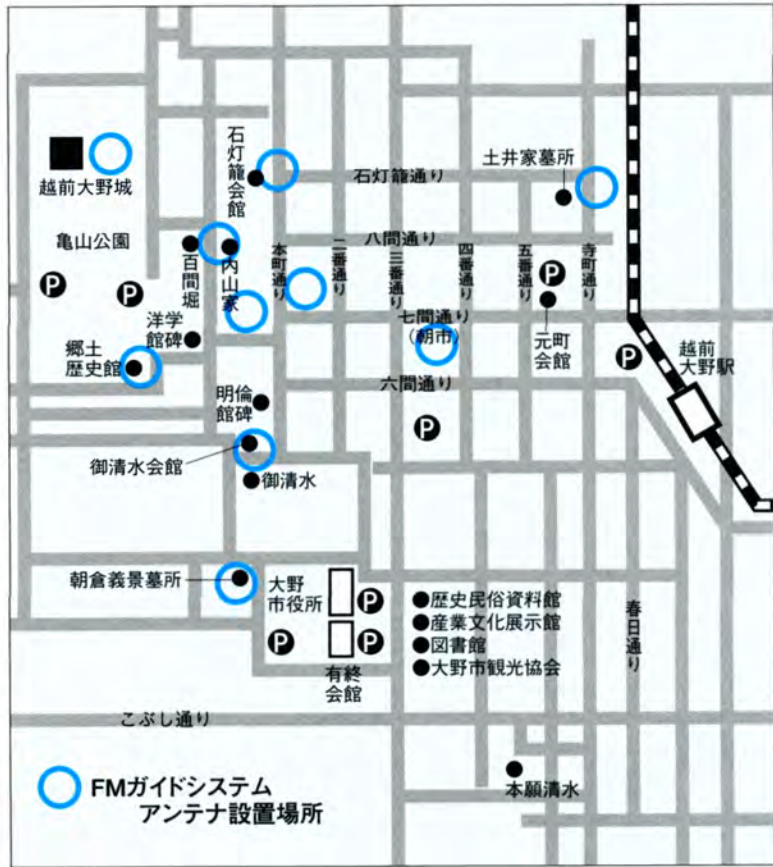 越前大野城
亀山公園
P
P
石灯籠会館
石灯籠通り
土井家墓所
八間通り
百間堀
内山家
本町通り
二番通り
三番通り
四番通り
五番通り
寺町通り
P
七間通り
(朝市)
元町
会館
洋学
館碑
郷土
歴史館
越前
大野駅
P
六間通り
明倫
館碑
P
御清水会館
御清水
朝倉義景墓所
大野
市役所
P
P
P
有終
会館
●歴史民俗資料館
●産業文化展示館
●図書館
●大野市観光協会
春日通り
こぶし通り
本願清水
FMガイドシステム
アンテナ設置場所